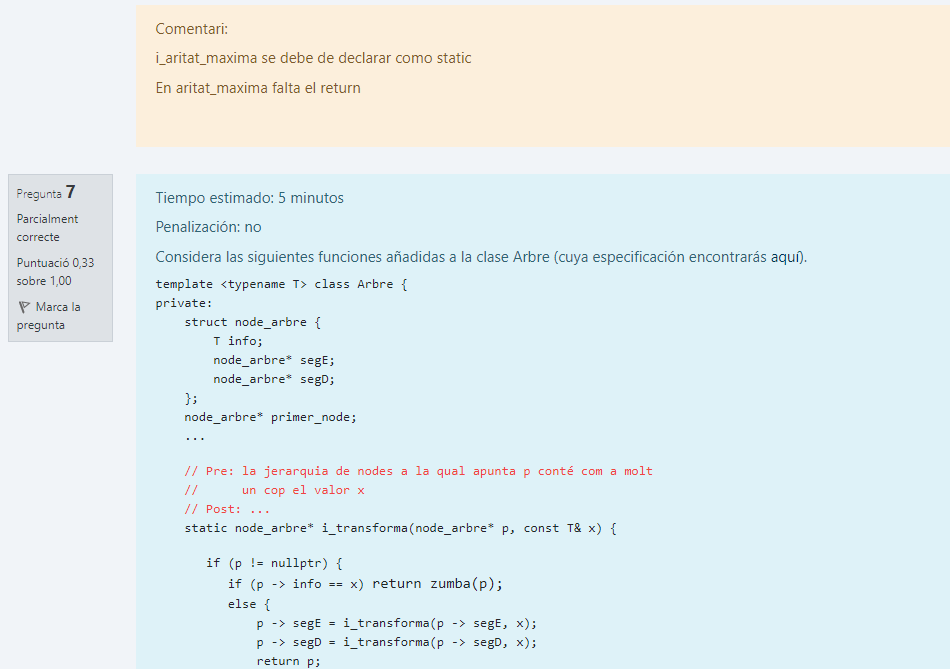 Comentari:
i_aritat_maxima se debe de declarar como static
En aritat_maxima falta el return
Pregunta 7
Parcialment
correcte
Puntuació 0,33
sobre 1,00
Marca la
pregunta
Tiempo estimado: 5 minutos
Penalización: no
Considera las siguientes funciones añadidas a la clase Arbre (cuya especificación encontrarás aquí).
template <typename T> class Arbre {
private:
    struct node_arbre {
        T info;
        node_arbre* segE;
        node_arbre* segD;
    };
    node_arbre* primer_node;
    ...
    // Pre: la jerarquia de nodes a la qual apunta p conté com a molt
    //      un cop el valor x
    // Post: ...
    static node_arbre* i_transforma(node_arbre* p, const T& x) {
       if (p != nullptr) {
          if (p -> info == x) return zumba(p);
          else {
              p -> segE = i_transforma(p -> segE, x);
              p -> segD = i_transforma(p -> segD, x);
              return p;